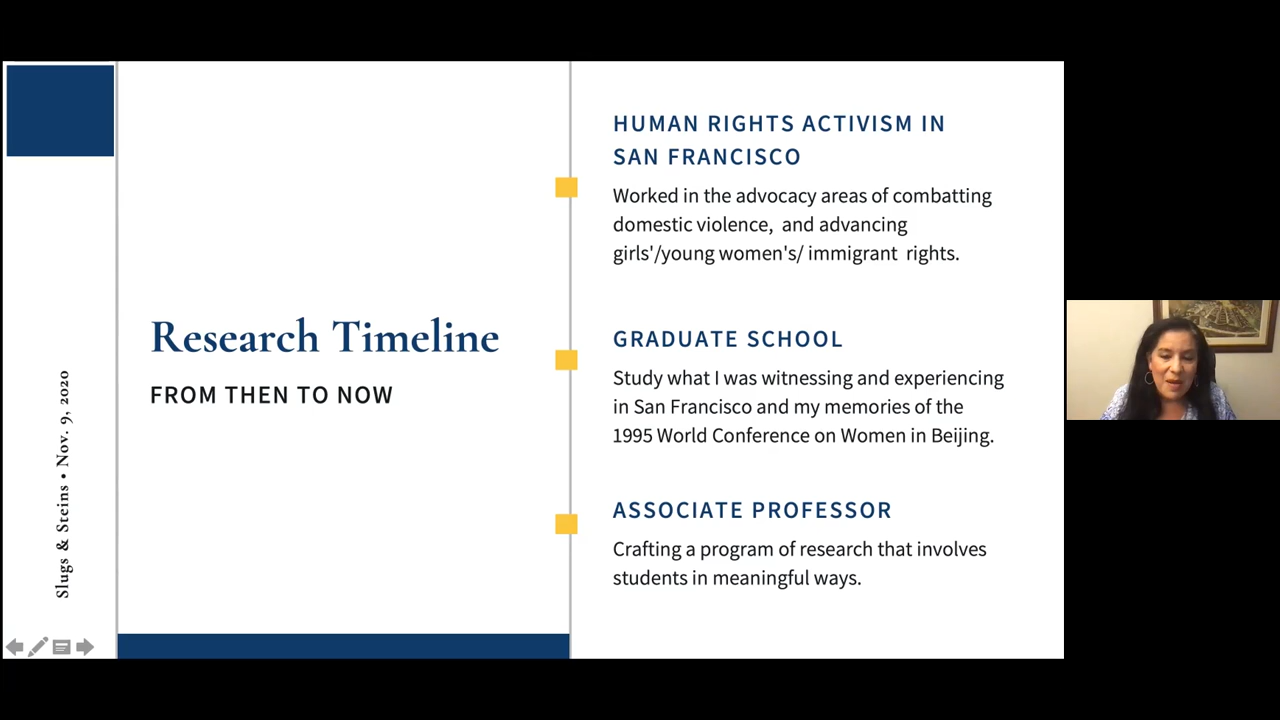 Slugs & Steins • Nov. 9, 2020
Research Timeline
FROM THEN TO NOW
HUMAN RIGHTS ACTIVISM IN
SAN FRANCISCO
Worked in the advocacy areas of combatting
domestic violence,  and advancing
girls'/young women's/ immigrant  rights.
GRADUATE SCHOOL
Study what I was witnessing and experiencing
in San Francisco and my memories of the
1995 World Conference on Women in Beijing.
ASSOCIATE PROFESSOR
Crafting a program of research that involves
students in meaningful ways.